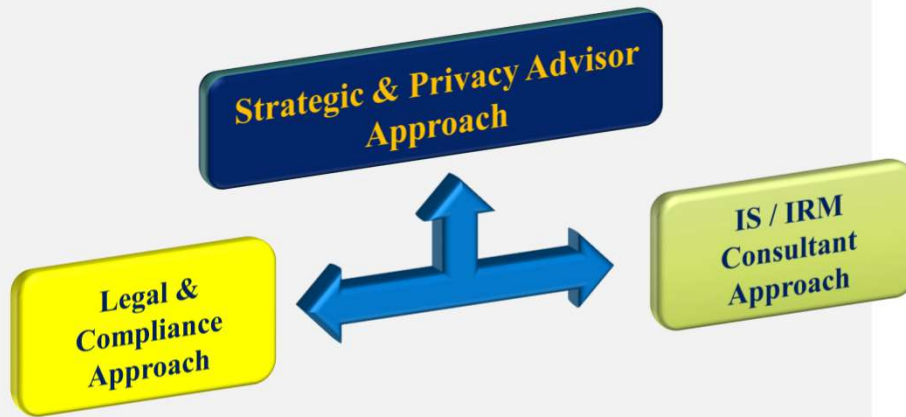 Strategic & Privacy Advisor
Approach
Legal &
Compliance
Approach
IS / IRM
Consultant
Approach